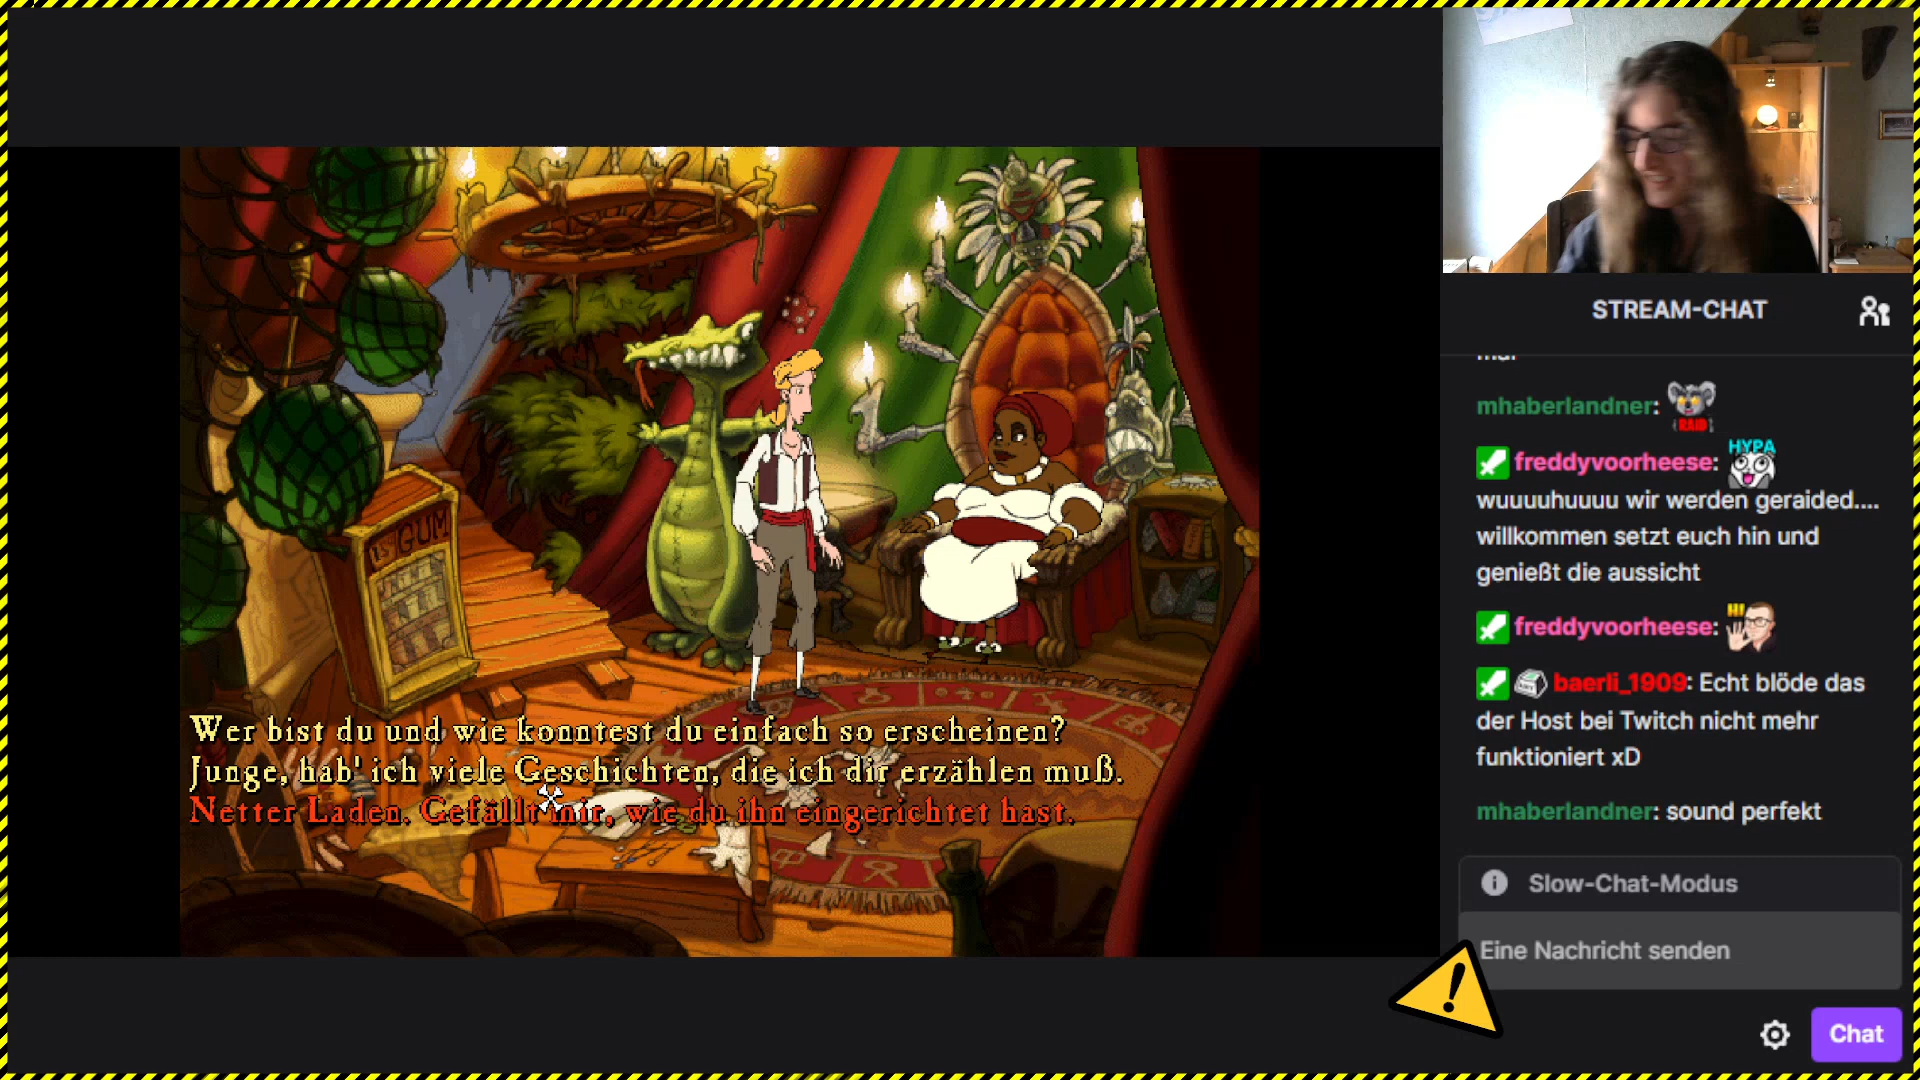 GUM
Wer bist du und wie konntest du einfach so erscheinen?
Junge, hab' ich viele Geschichten, die ich dir erzählen muß.
Netter Laden. Gefällt mir, wie du ihn eingerichtet hast.
STREAM-CHAT
mhaberlandner: RAID
freddyvoorheese: HYPA
wuuuuhuuuu wir werden geraided....
willkommen setzt euch hin und
genießt die aussicht
freddyvoorheese: HI!
baerli_1909: Echt blöde das
der Host bei Twitch nicht mehr
funktioniert xD
mhaberlandner: sound perfekt
Slow-Chat-Modus
Eine Nachricht senden
Chat